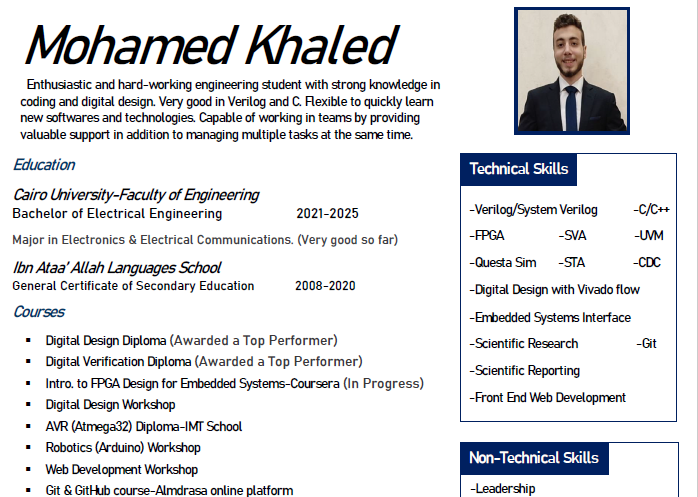 Mohamed Khaled
Enthusiastic and hard-working engineering student with strong knowledge in
coding and digital design. Very good in Verilog and C. Flexible to quickly learn
new softwares and technologies. Capable of working in teams by providing
valuable support in addition to managing multiple tasks at the same time.
Education
Cairo University-Faculty of Engineering
Bachelor of Electrical Engineering 2021-2025
Major in Electronics & Electrical Communications. (Very good so far)
Ibn Ataa’ Allah Languages School
General Certificate of Secondary Education 2008-2020
Courses
▪ Digital Design Diploma (Awarded a Top Performer)
▪ Digital Verification Diploma (Awarded a Top Performer)
▪ Intro. to FPGA Design for Embedded Systems-Coursera (In Progress)
▪ Digital Design Workshop
▪ AVR (Atmega32) Diploma-IMT School
▪ Robotics (Arduino) Workshop
▪ Web Development Workshop
▪ Git & GitHub course-Almdrasa online platform
Technical Skills
-Verilog/System Verilog -C/C++
-FPGA -SVA -UVM
-Questa Sim -STA -CDC
-Digital Design with Vivado flow
-Embedded Systems Interface
-Scientific Research -Git
-Scientific Reporting
-Front End Web Development
Non-Technical Skills
-Leadership